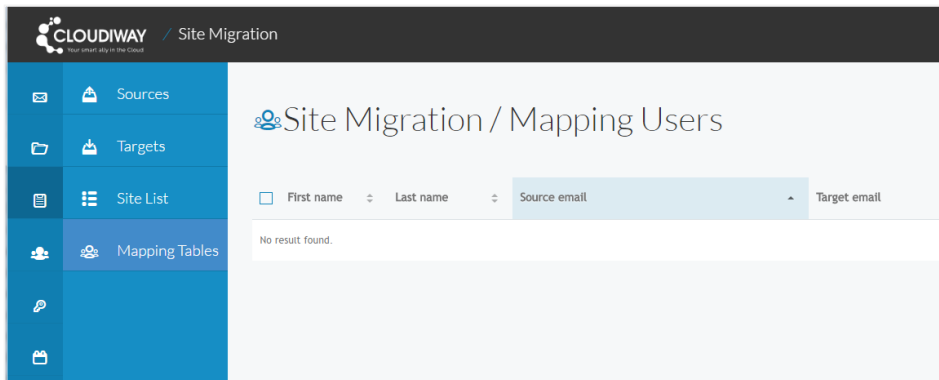 CLOUDIWAY / Site Migration
Your smart ally in the Cloud
Sources
Targets
Site List
Mapping Tables
Site Migration / Mapping Users
First name Last name Source email Target email
No result found.